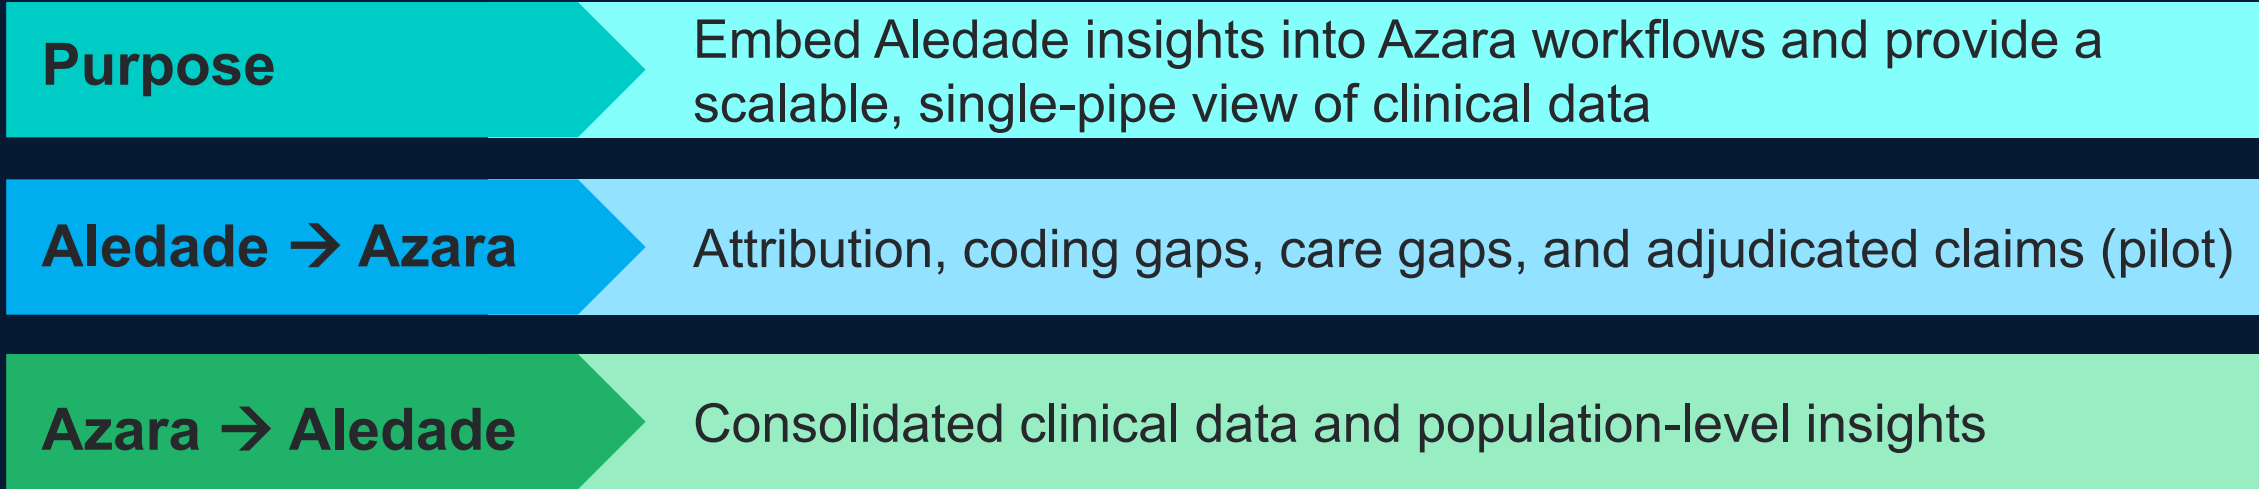 Purpose
Embed Aledade insights into Azara workflows and provide a
scalable, single-pipe view of clinical data
Aledade → Azara
Attribution, coding gaps, care gaps, and adjudicated claims (pilot)
Azara → Aledade
Consolidated clinical data and population-level insights